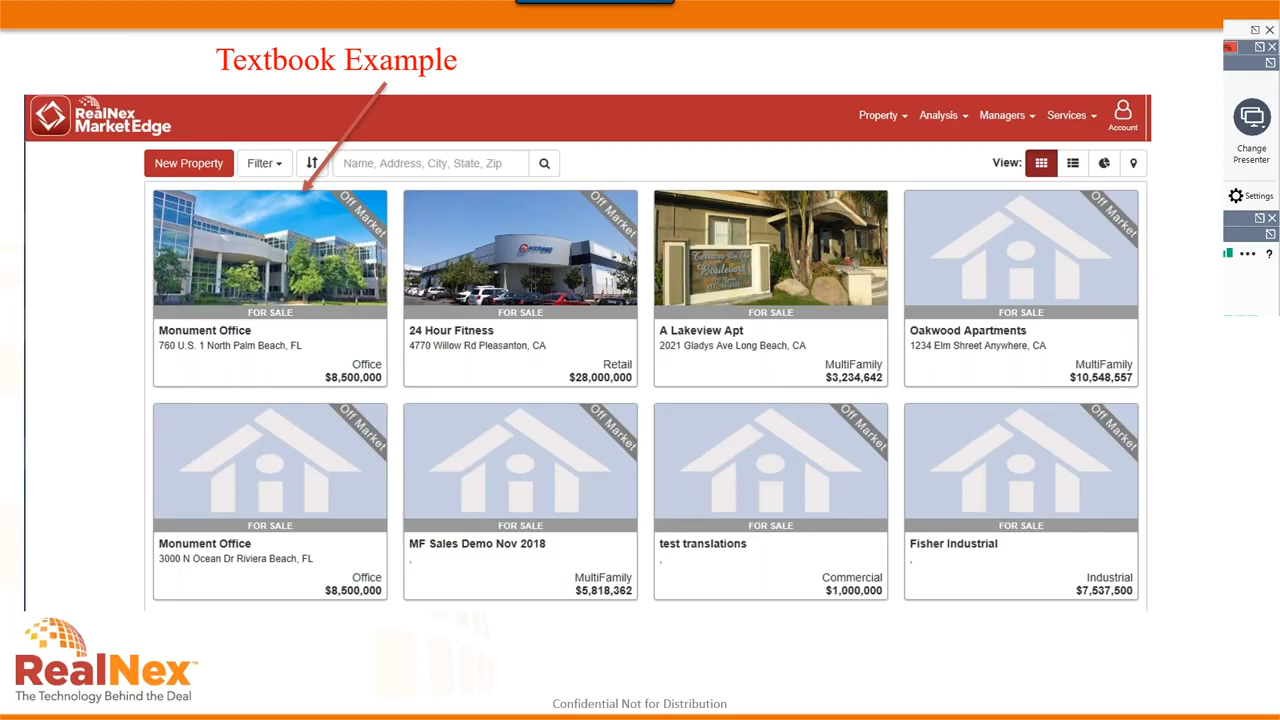 Textbook Example
RealNex
MarketEdge
Property
Analysis
Managers
Services
Account
New Property
Filter
Name, Address, City, State, Zip
View:
Off Market
FOR SALE
Monument Office
760 U.S. 1 North Palm Beach, FL
Office
$8,500,000
Off Market
FOR SALE
24 Hour Fitness
4770 Willow Rd Pleasanton, CA
Retail
$28,000,000
Boulevard
FOR SALE
A Lakeview Apt
2021 Gladys Ave Long Beach, CA
MultiFamily
$3,234,642
Off Market
FOR SALE
Oakwood Apartments
1234 Elm Shreet Anywhere, CA
MultiFamily
$10,548,557
Off Market
FOR SALE
Monument Office
3000 N Ocean Dr Riviera Beach, FL
Office
$8,500,000
Off Market
FOR SALE
MF Sales Demo Nov 2018
,
MultiFamily
$5,818,362
Off Market
FOR SALE
test translations
,
Commercial
$1,000,000
Off Market
FOR SALE
Fisher Industrial
,
Industrial
$7,537,500
%
Change
Presenter
Settings
?
RealNex™
The Technology Behind the Deal
Confidential Not for Distribution